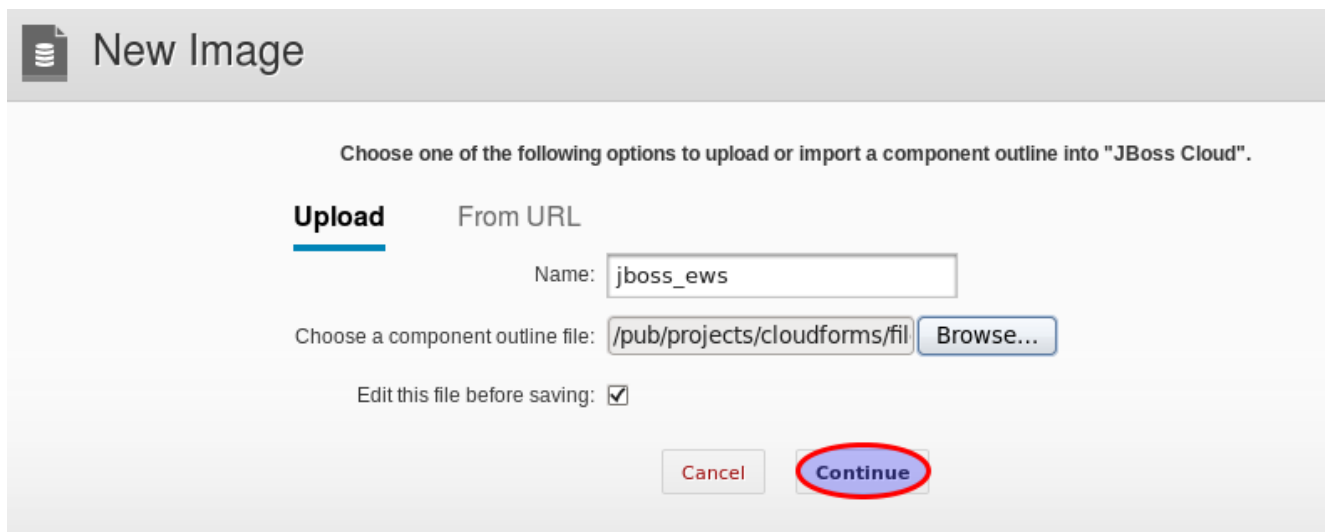 New Image
Choose one of the following options to upload or import a component outline into "JBoss Cloud".
Upload From URL
Name: jboss_ews
Choose a component outline file: /pub/projects/cloudforms/fil Browse...
Edit this file before saving:
Cancel Continue